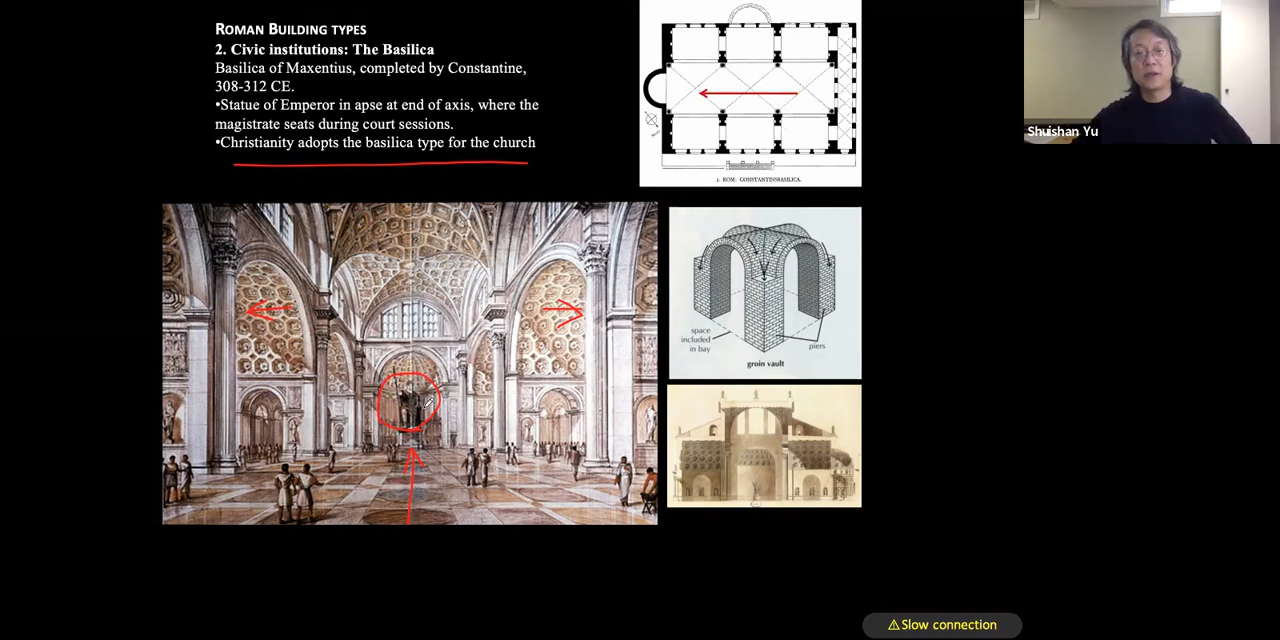 ROMAN BUILDING TYPES
2. Civic institutions: The Basilica
Basilica of Maxentius, completed by Constantine,
308-312 CE.
•Statue of Emperor in apse at end of axis, where the
magistrate seats during court sessions.
•Christianity adopts the basilica type for the church
ROM: CONSTANTINSBASILICA.
Shuishan Yu
space
included
in bay
piers
groin vault
⚠Slow connection